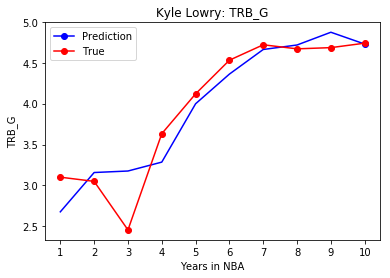 Kyle Lowry: TRB_G
Prediction
True
5.0
4.5
4.0
3.5
3.0
2.5
TRB_G
1 2 3 4 5 6 7 8 9 10
Years in NBA